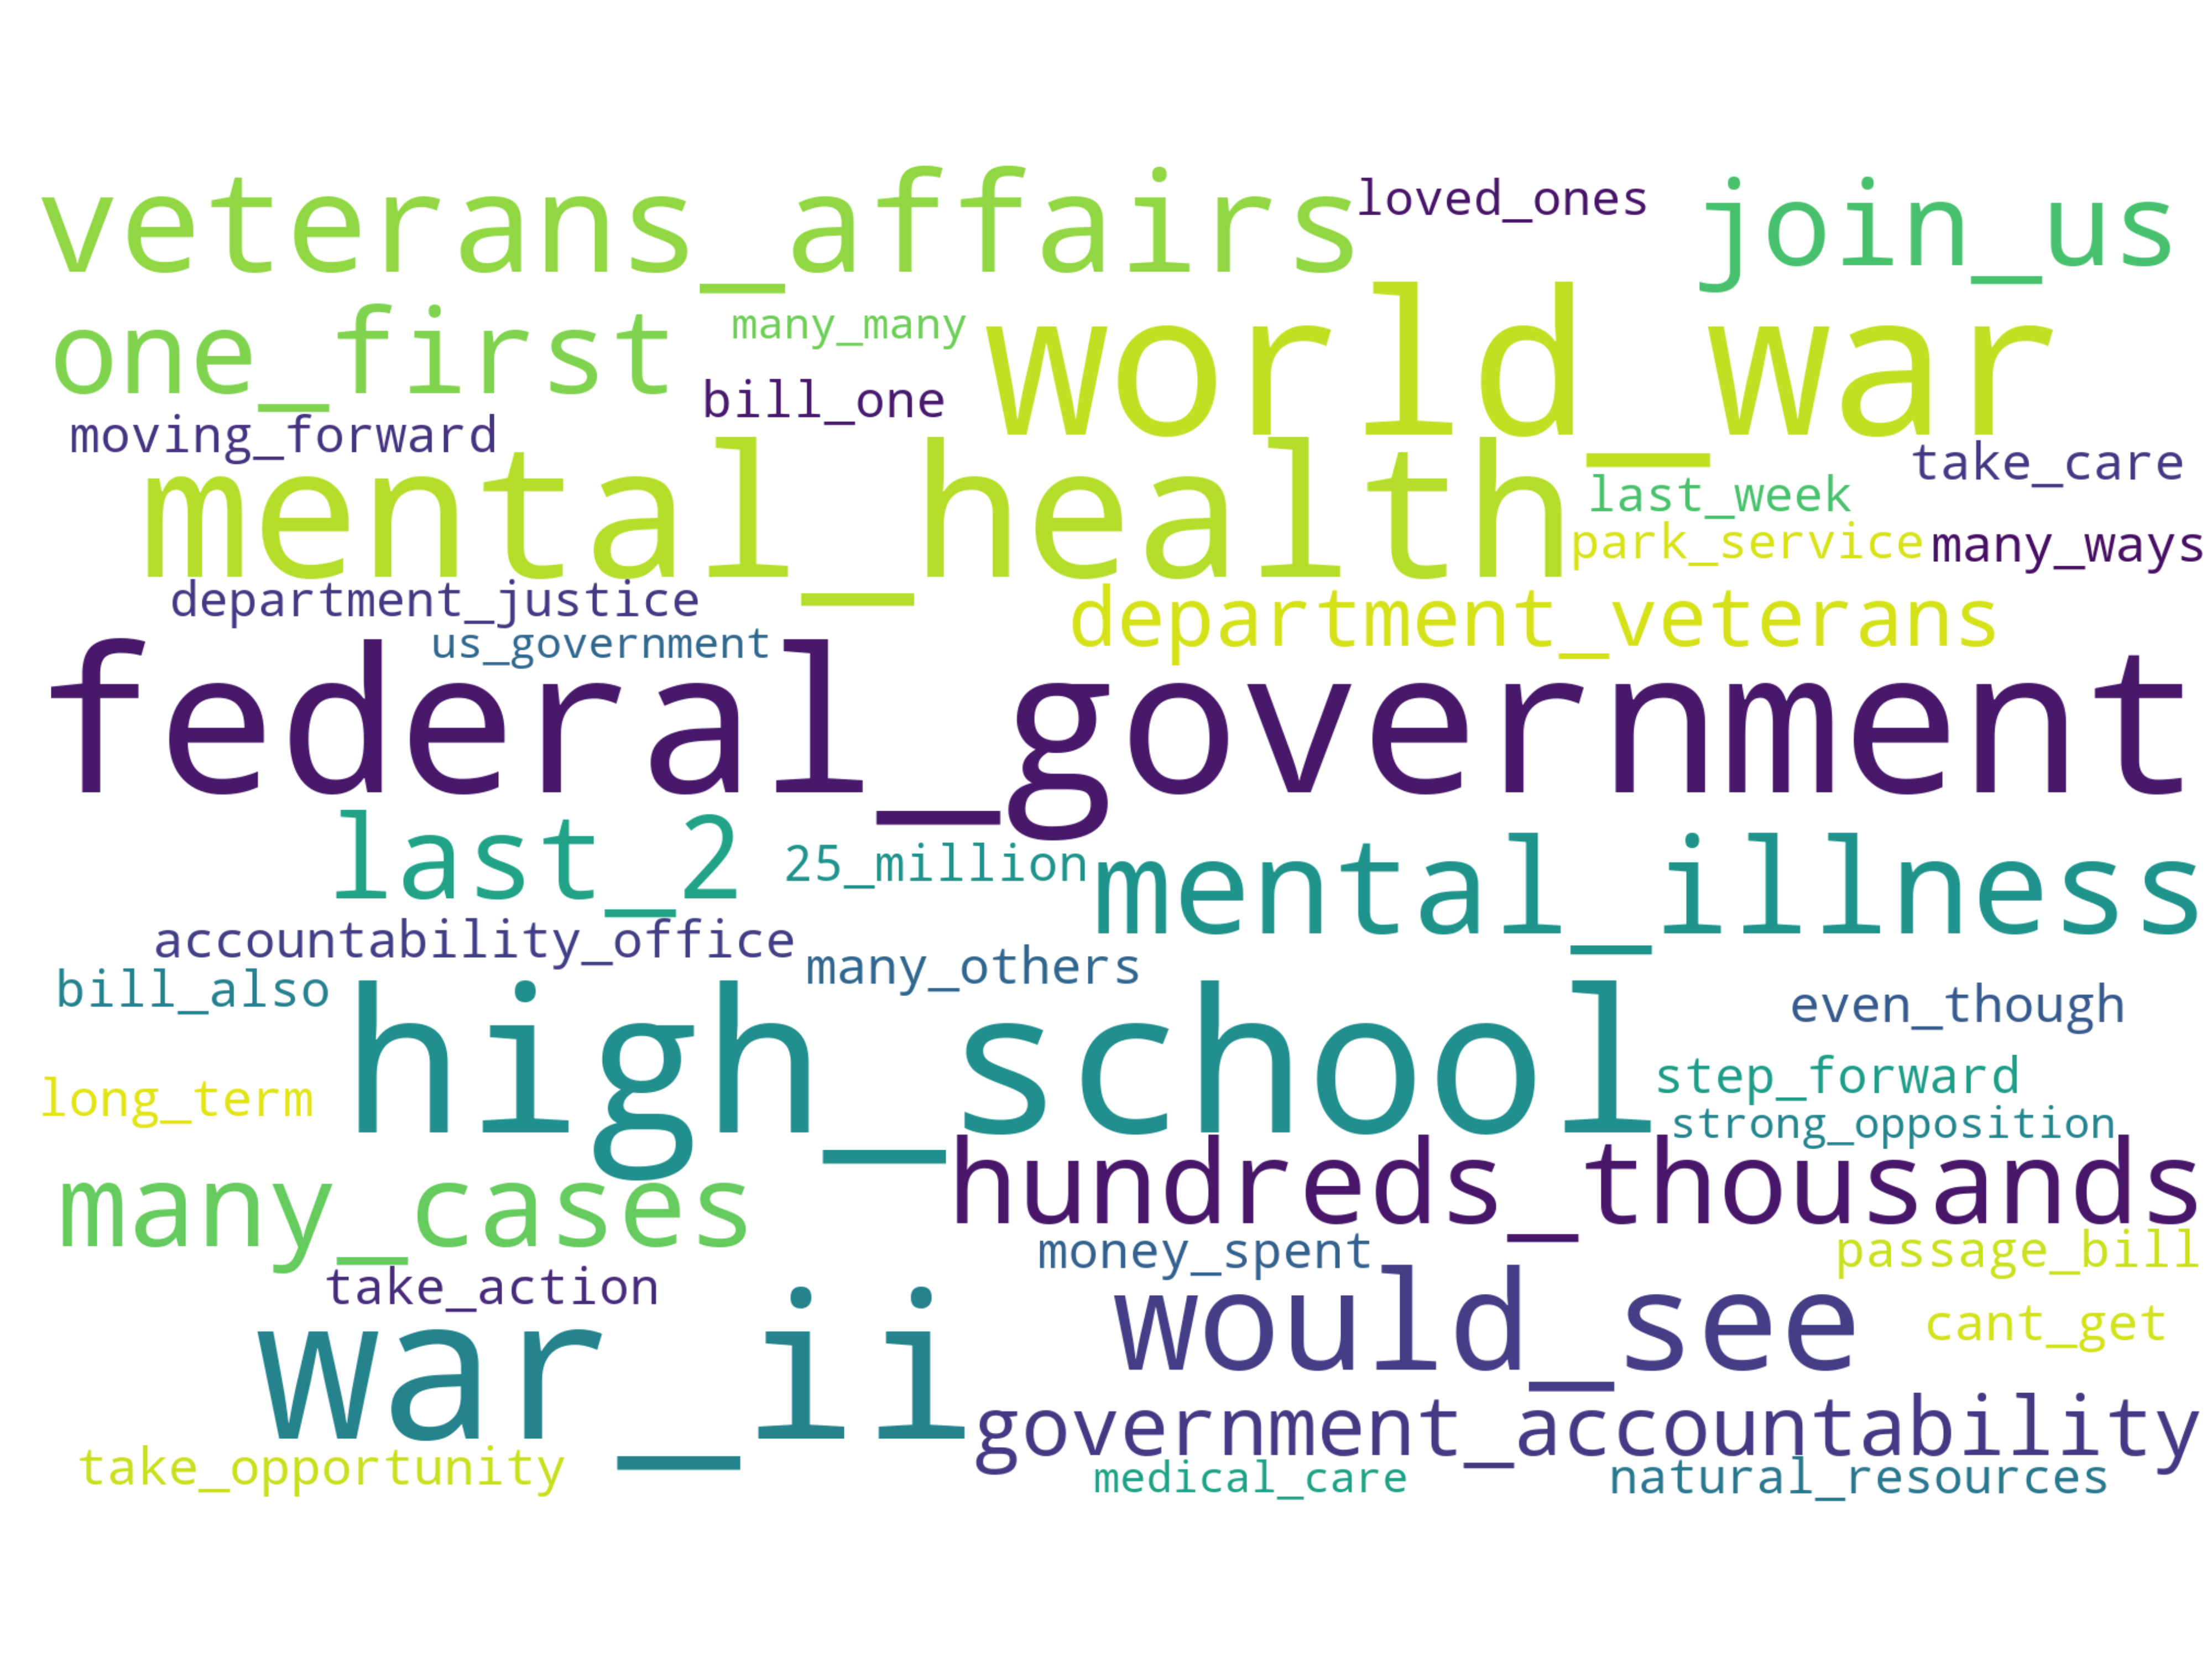 veterans_affairs loved_ones join_us
one_first many_many world_war
bill_one
moving_forward mental_health take_care
last_week
park_service many_ways
department_justice department_veterans
us_government
federal_government
last_2 25_million mental_illness
accountability_office many_others
bill_also high_school even_though
long_term step_forward
strong_opposition
many_cases hundreds_thousands
money_spent passage_bill
take_action would_see cant_get
war_ii government_accountability
take_opportunity medical_care natural_resources